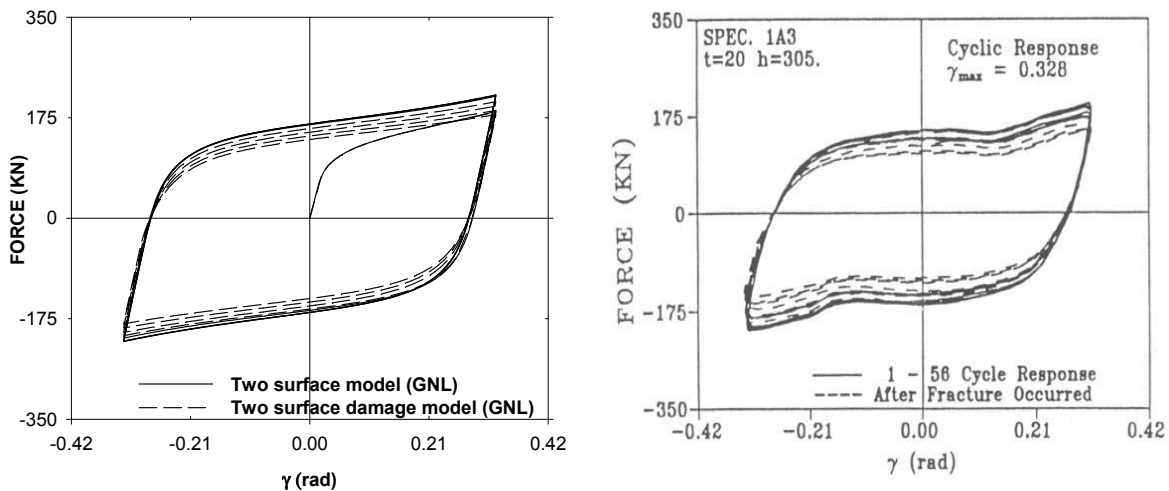 350
175
0
-175
-350
FORCE (KN)
-0.42
-0.21
0.00
0.21
0.42
γ (rad)
Two surface model (GNL)
Two surface damage model (GNL)
350
175
0
-175
-350
FORCE (KN)
-0.42
-0.21
0.00
0.21
0.42
γ (rad)
SPEC. 1A3
t=20 h=305.
Cyclic Response
γmax = 0.328
1 - 56 Cycle Response
After Fracture Occurred